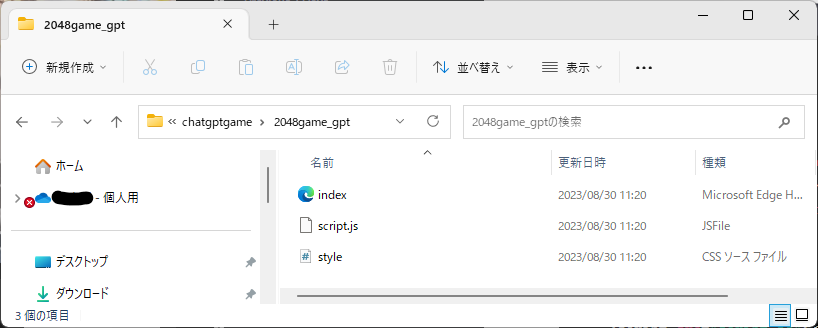 2048game_gpt
新規作成
並べ替え
表示
chatgptgame
2048game_gpt
2048game_gptの検索
ホーム
- 個人用
デスクトップ
ダウンロード
名前
更新日時
種類
index
2023/08/30 11:20
Microsoft Edge H...
script.js
2023/08/30 11:20
JSFile
style
2023/08/30 11:20
CSS ソース ファイル
3 個の項目